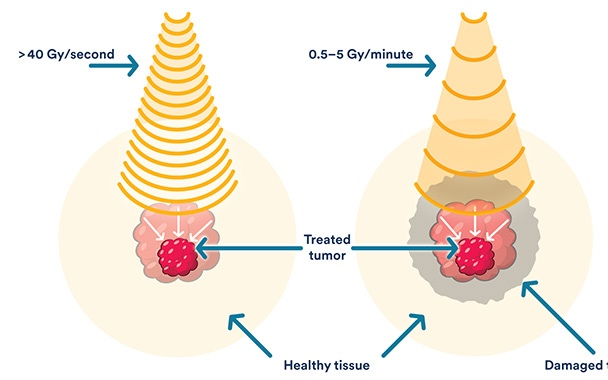 >40 Gy/second
0.5–5 Gy/minute
Treated
tumor
Healthy tissue
Damaged